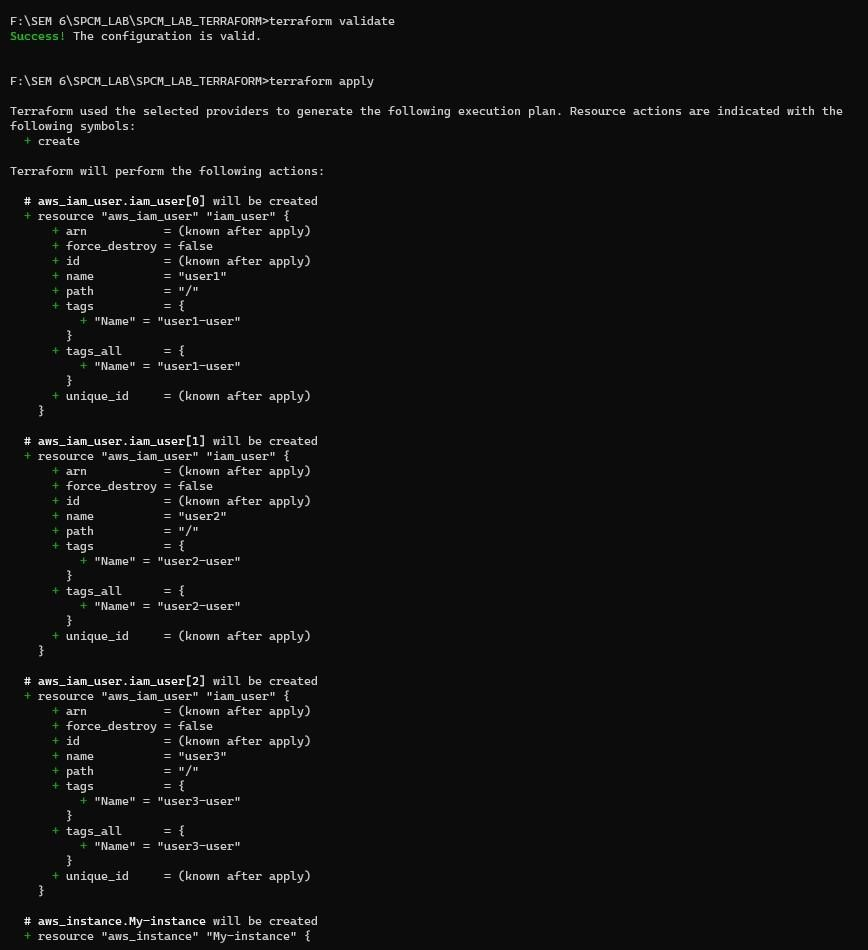 F:\SEM 6\SPCM_LAB\SPCM_LAB_TERRAFORM>terraform validate
Success! The configuration is valid.
F:\SEM 6\SPCM_LAB\SPCM_LAB_TERRAFORM>terraform apply
Terraform used the selected providers to generate the following execution plan. Resource actions are indicated with the
following symbols:
  + create
Terraform will perform the following actions:
  # aws_iam_user.iam_user[0] will be created
  + resource "aws_iam_user" "iam_user" {
      + arn           = (known after apply)
      + force_destroy = false
      + id            = (known after apply)
      + name          = "user1"
      + path          = "/"
      + tags          = {
          + "Name" = "user1-user"
        }
      + tags_all      = {
          + "Name" = "user1-user"
        }
      + unique_id     = (known after apply)
    }
  # aws_iam_user.iam_user[1] will be created
  + resource "aws_iam_user" "iam_user" {
      + arn           = (known after apply)
      + force_destroy = false
      + id            = (known after apply)
      + name          = "user2"
      + path          = "/"
      + tags          = {
          + "Name" = "user2-user"
        }
      + tags_all      = {
          + "Name" = "user2-user"
        }
      + unique_id     = (known after apply)
    }
  # aws_iam_user.iam_user[2] will be created
  + resource "aws_iam_user" "iam_user" {
      + arn           = (known after apply)
      + force_destroy = false
      + id            = (known after apply)
      + name          = "user3"
      + path          = "/"
      + tags          = {
          + "Name" = "user3-user"
        }
      + tags_all      = {
          + "Name" = "user3-user"
        }
      + unique_id     = (known after apply)
    }
  # aws_instance.My-instance will be created
  + resource "aws_instance" "My-instance" {